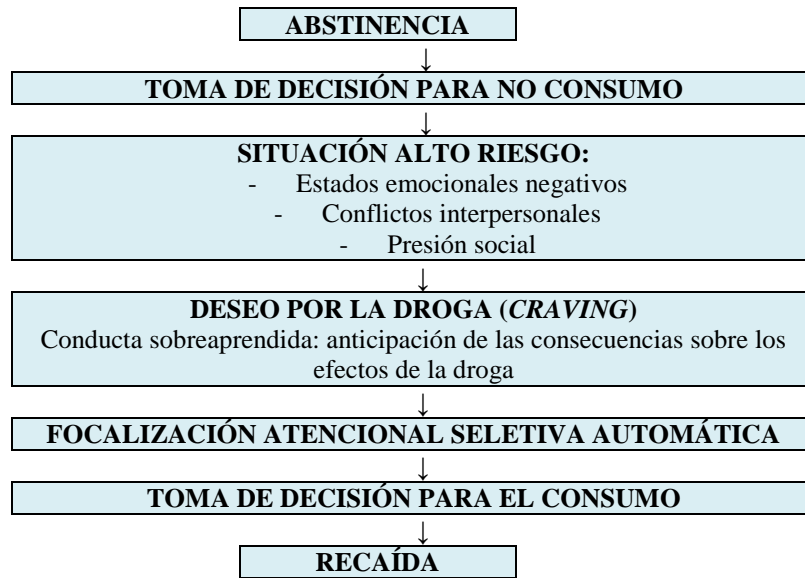 ABSTINENCIA
↓
TOMA DE DECISIÓN PARA NO CONSUMO
↓
SITUACIÓN ALTO RIESGO:
- Estados emocionales negativos
- Conflictos interpersonales
- Presión social
↓
DESEO POR LA DROGA (CRAVING)
Conducta sobreaprendida: anticipación de las consecuencias sobre los
efectos de la droga
↓
FOCALIZACIÓN ATENCIONAL SELETIVA AUTOMÁTICA
↓
TOMA DE DECISIÓN PARA EL CONSUMO
↓
RECAÍDA